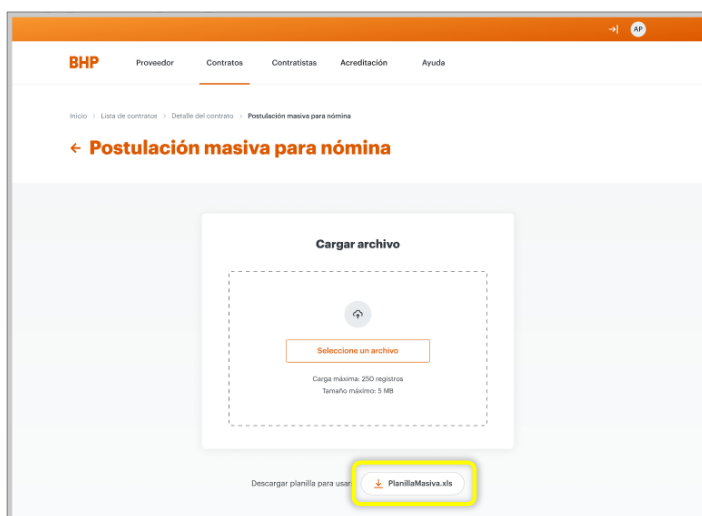 AP
BHP Proveedor Contratos Contratistas Acreditación Ayuda
Inicio > Lista de contratos > Detalle del contrato > Postulación masiva para nómina
← Postulación masiva para nómina
Cargar archivo
Seleccione un archivo
Carga máxima: 250 registros
Tamaño máximo: 5 MB
Descargar planilla para usar PlanillaMasiva.xls